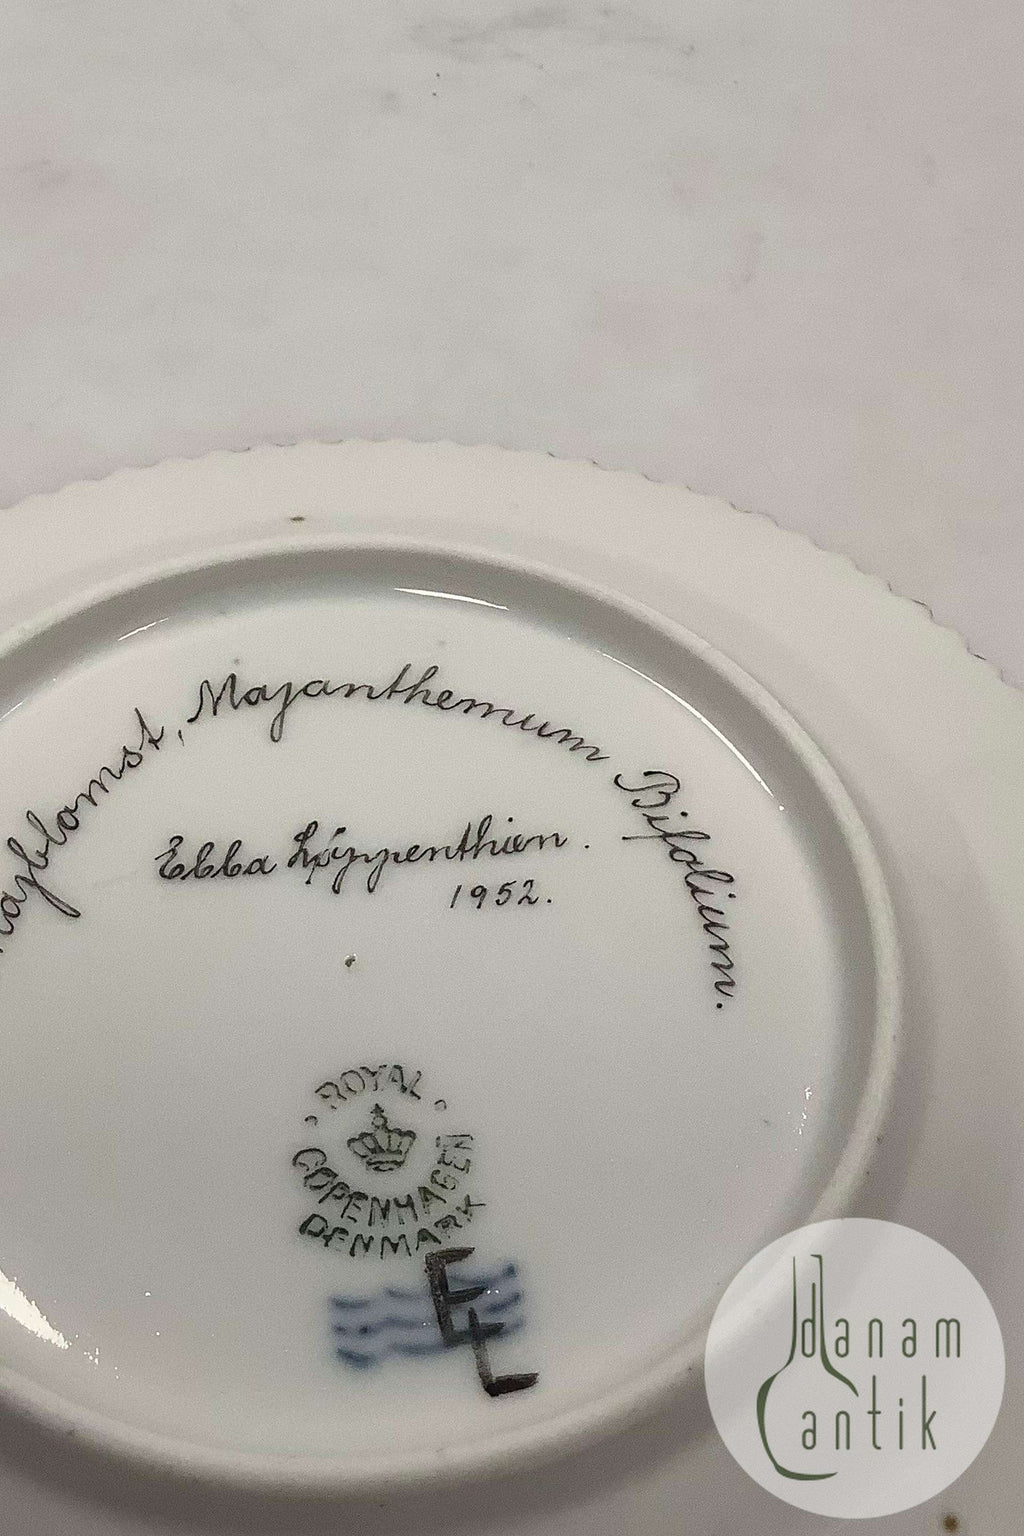 majblomst, Majanthemum Bifolium.
Ebba Løppenthien.
1952.
ROYAL
COPENHAGEN
DENMARK
EL
danam
antik